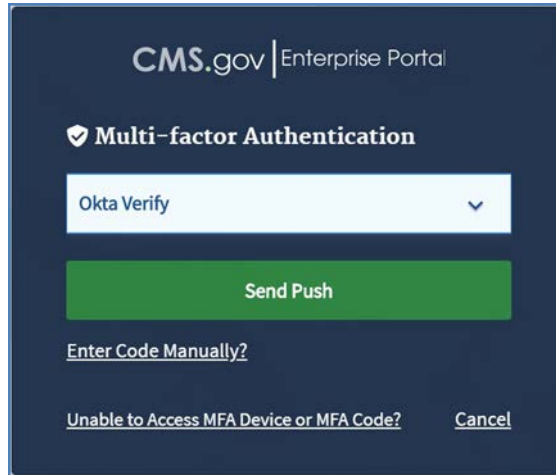 CMS.gov | Enterprise Portal
Multi-factor Authentication
Okta Verify
Send Push
Enter Code Manually?
Unable to Access MFA Device or MFA Code? Cancel